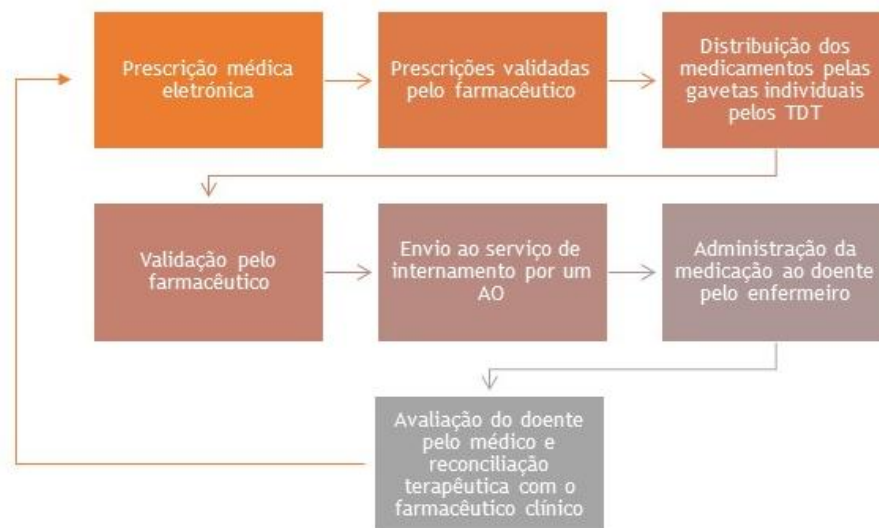 Prescrição médica
eletrónica
Prescrições validadas
pelo farmacêutico
Distribuição dos
medicamentos pelas
gavetas individuais
pelos TDT
Validação pelo
farmacêutico
Envio ao serviço de
internamento por um
AO
Administração da
medicação ao doente
pelo enfermeiro
Avaliação do doente
pelo médico e
reconciliação
terapêutica com o
farmacêutico clínico